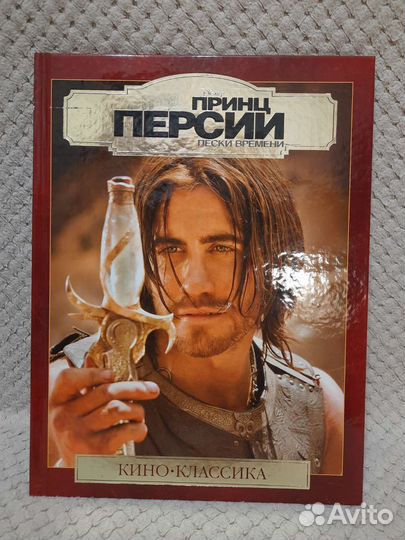 Disney
ПРИНЦ
ПЕРСИИ
ПЕСКИ ВРЕМЕНИ
КИНО•КЛАССИКА
Avito